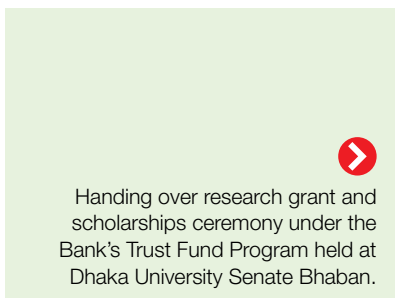 Handing over research grant and
scholarships ceremony under the
Bank's Trust Fund Program held at
Dhaka University Senate Bhaban.